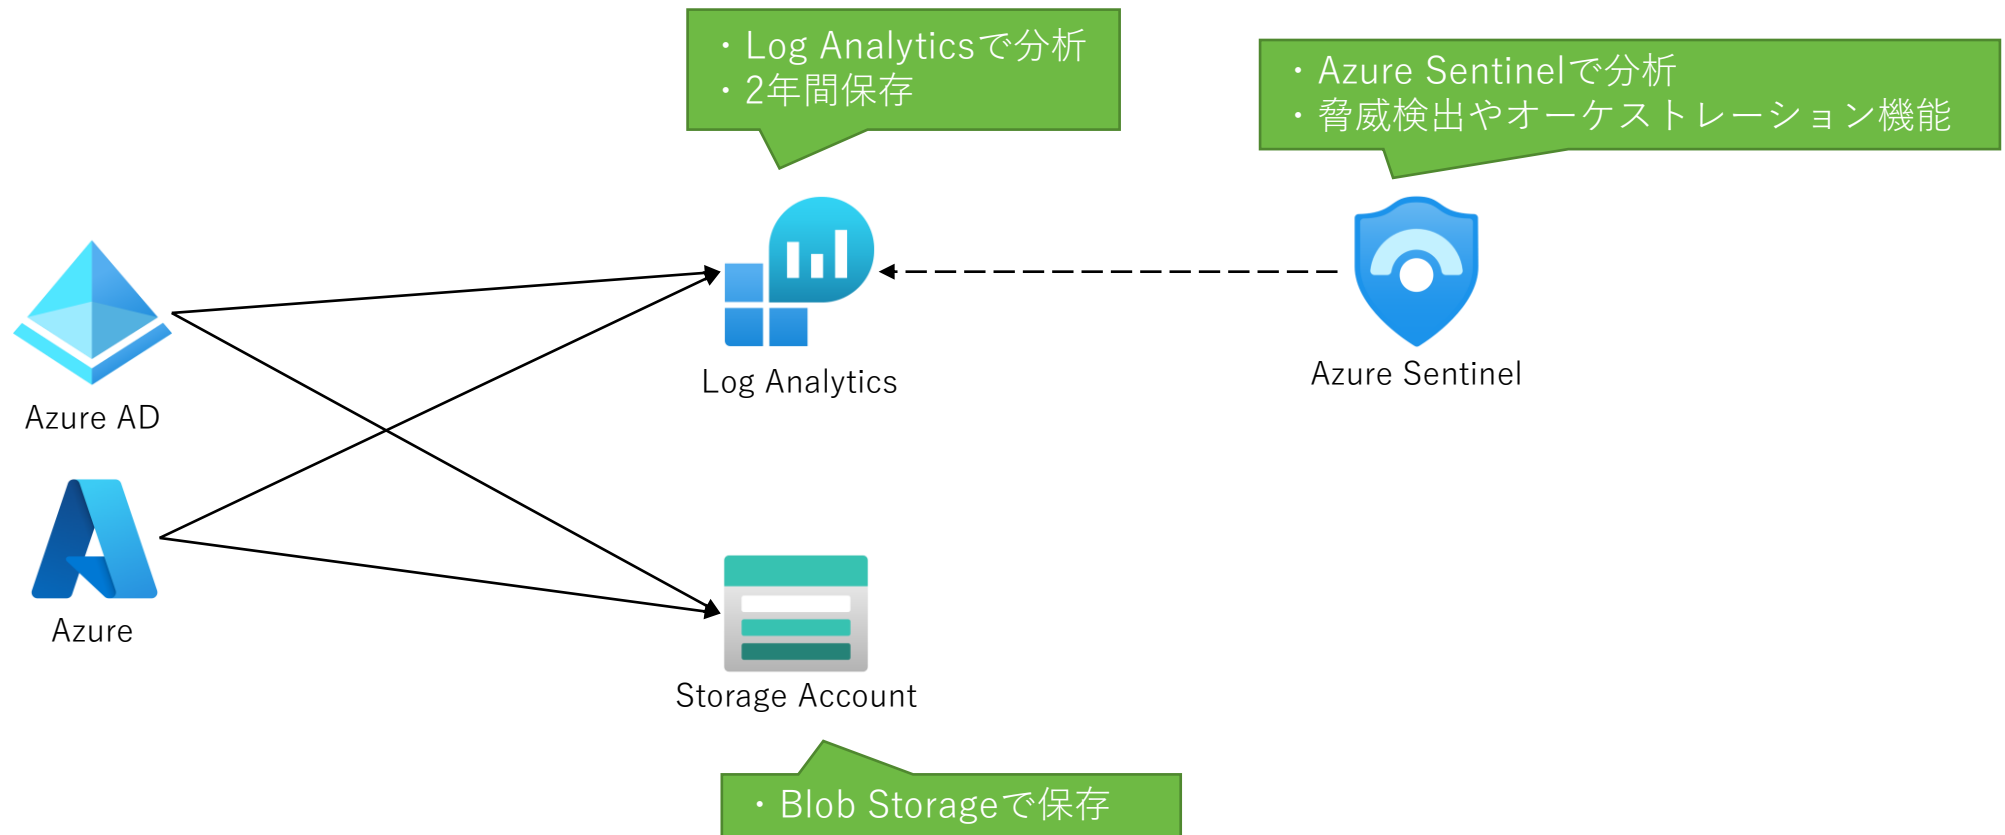 ・Log Analyticsで分析
・2年間保存
・Azure Sentinelで分析
・脅威検出やオーケストレーション機能
Azure AD
Log Analytics
Azure Sentinel
Azure
Storage Account
・Blob Storageで保存